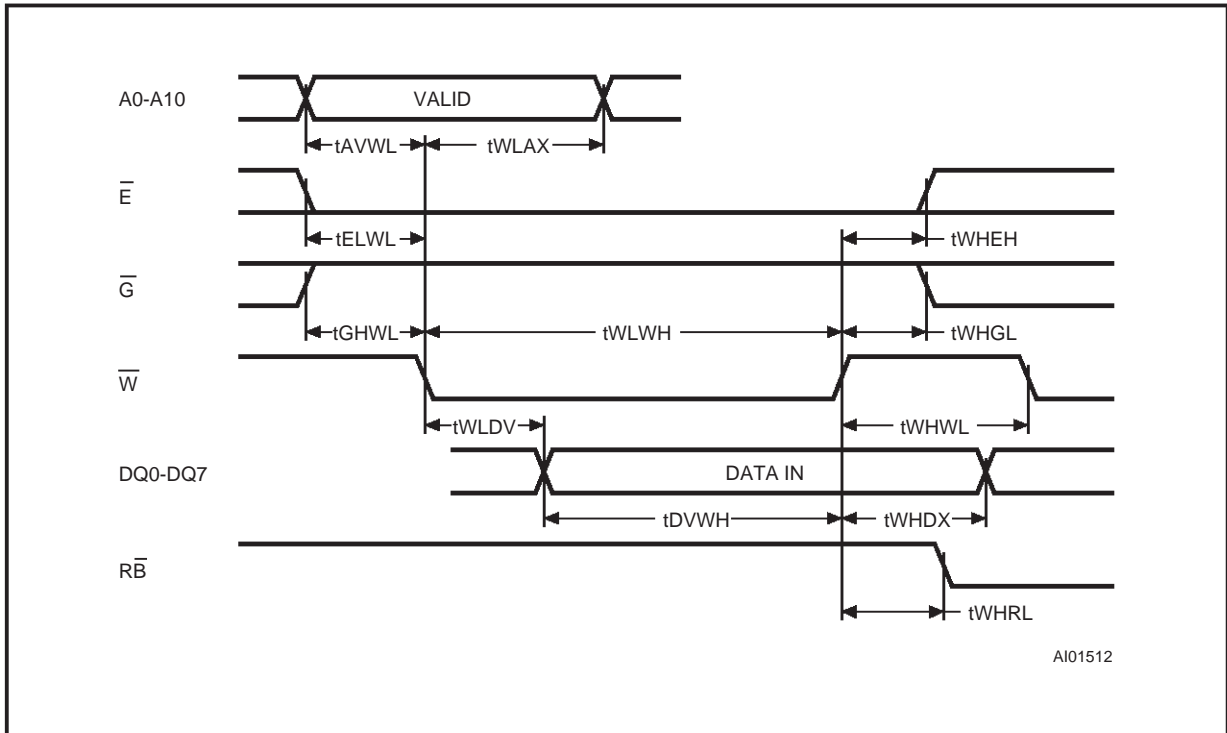 A0-A10 VALID
tAVWL tWLAX
E̅
tELWL tWHEH
G̅
tGHWL tWLWH tWHGL
W̅
tWLDV tWHWL
DQ0-DQ7 DATA IN
tDVWH tWHDX
RB̅
tWHRL
AI01512